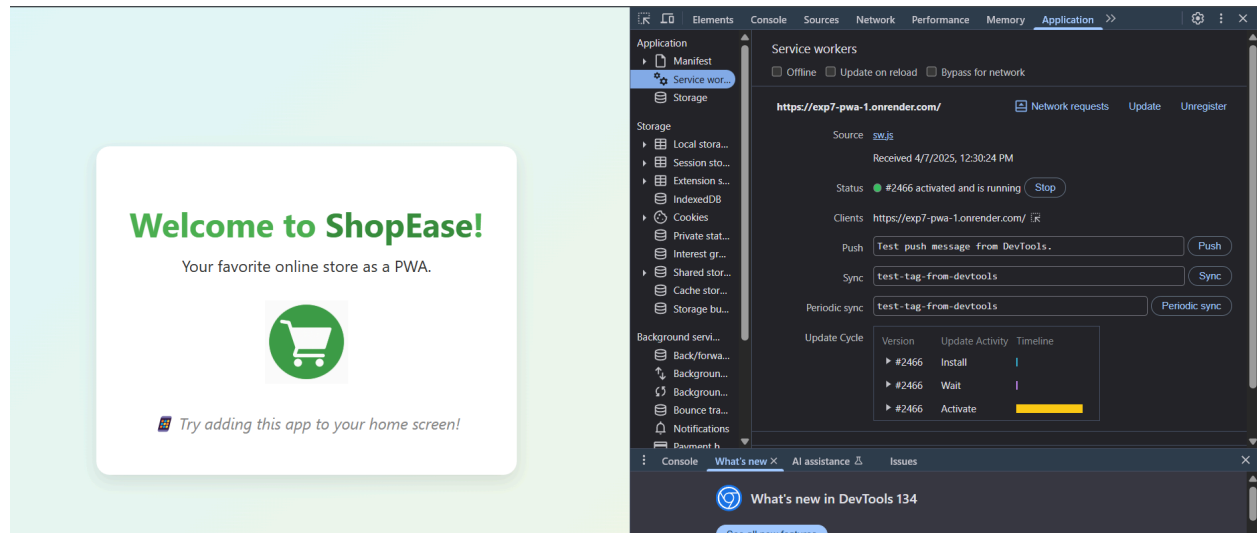 Welcome to ShopEase!
Your favorite online store as a PWA.
Try adding this app to your home screen!
Elements Console Sources Network Performance Memory Application
Application
Manifest
Service wor...
Storage
Storage
Local stora...
Session sto...
Extension s...
IndexedDB
Cookies
Private stat...
Interest gr...
Shared stor...
Cache stor...
Storage bu...
Background servi...
Back/forwa...
Backgroun...
Backgroun...
Bounce tra...
Notifications
Payment h
Service workers
Offline Update on reload Bypass for network
https://exp7-pwa-1.onrender.com/ Network requests Update Unregister
Source sw.js
Received 4/7/2025, 12:30:24 PM
Status #2466 activated and is running Stop
Clients https://exp7-pwa-1.onrender.com/
Push Test push message from DevTools. Push
Sync test-tag-from-devtools Sync
Periodic sync test-tag-from-devtools Periodic sync
Update Cycle Version Update Activity Timeline
#2466 Install
#2466 Wait
#2466 Activate
Console What's new AI assistance Issues
What's new in DevTools 134
See all new features